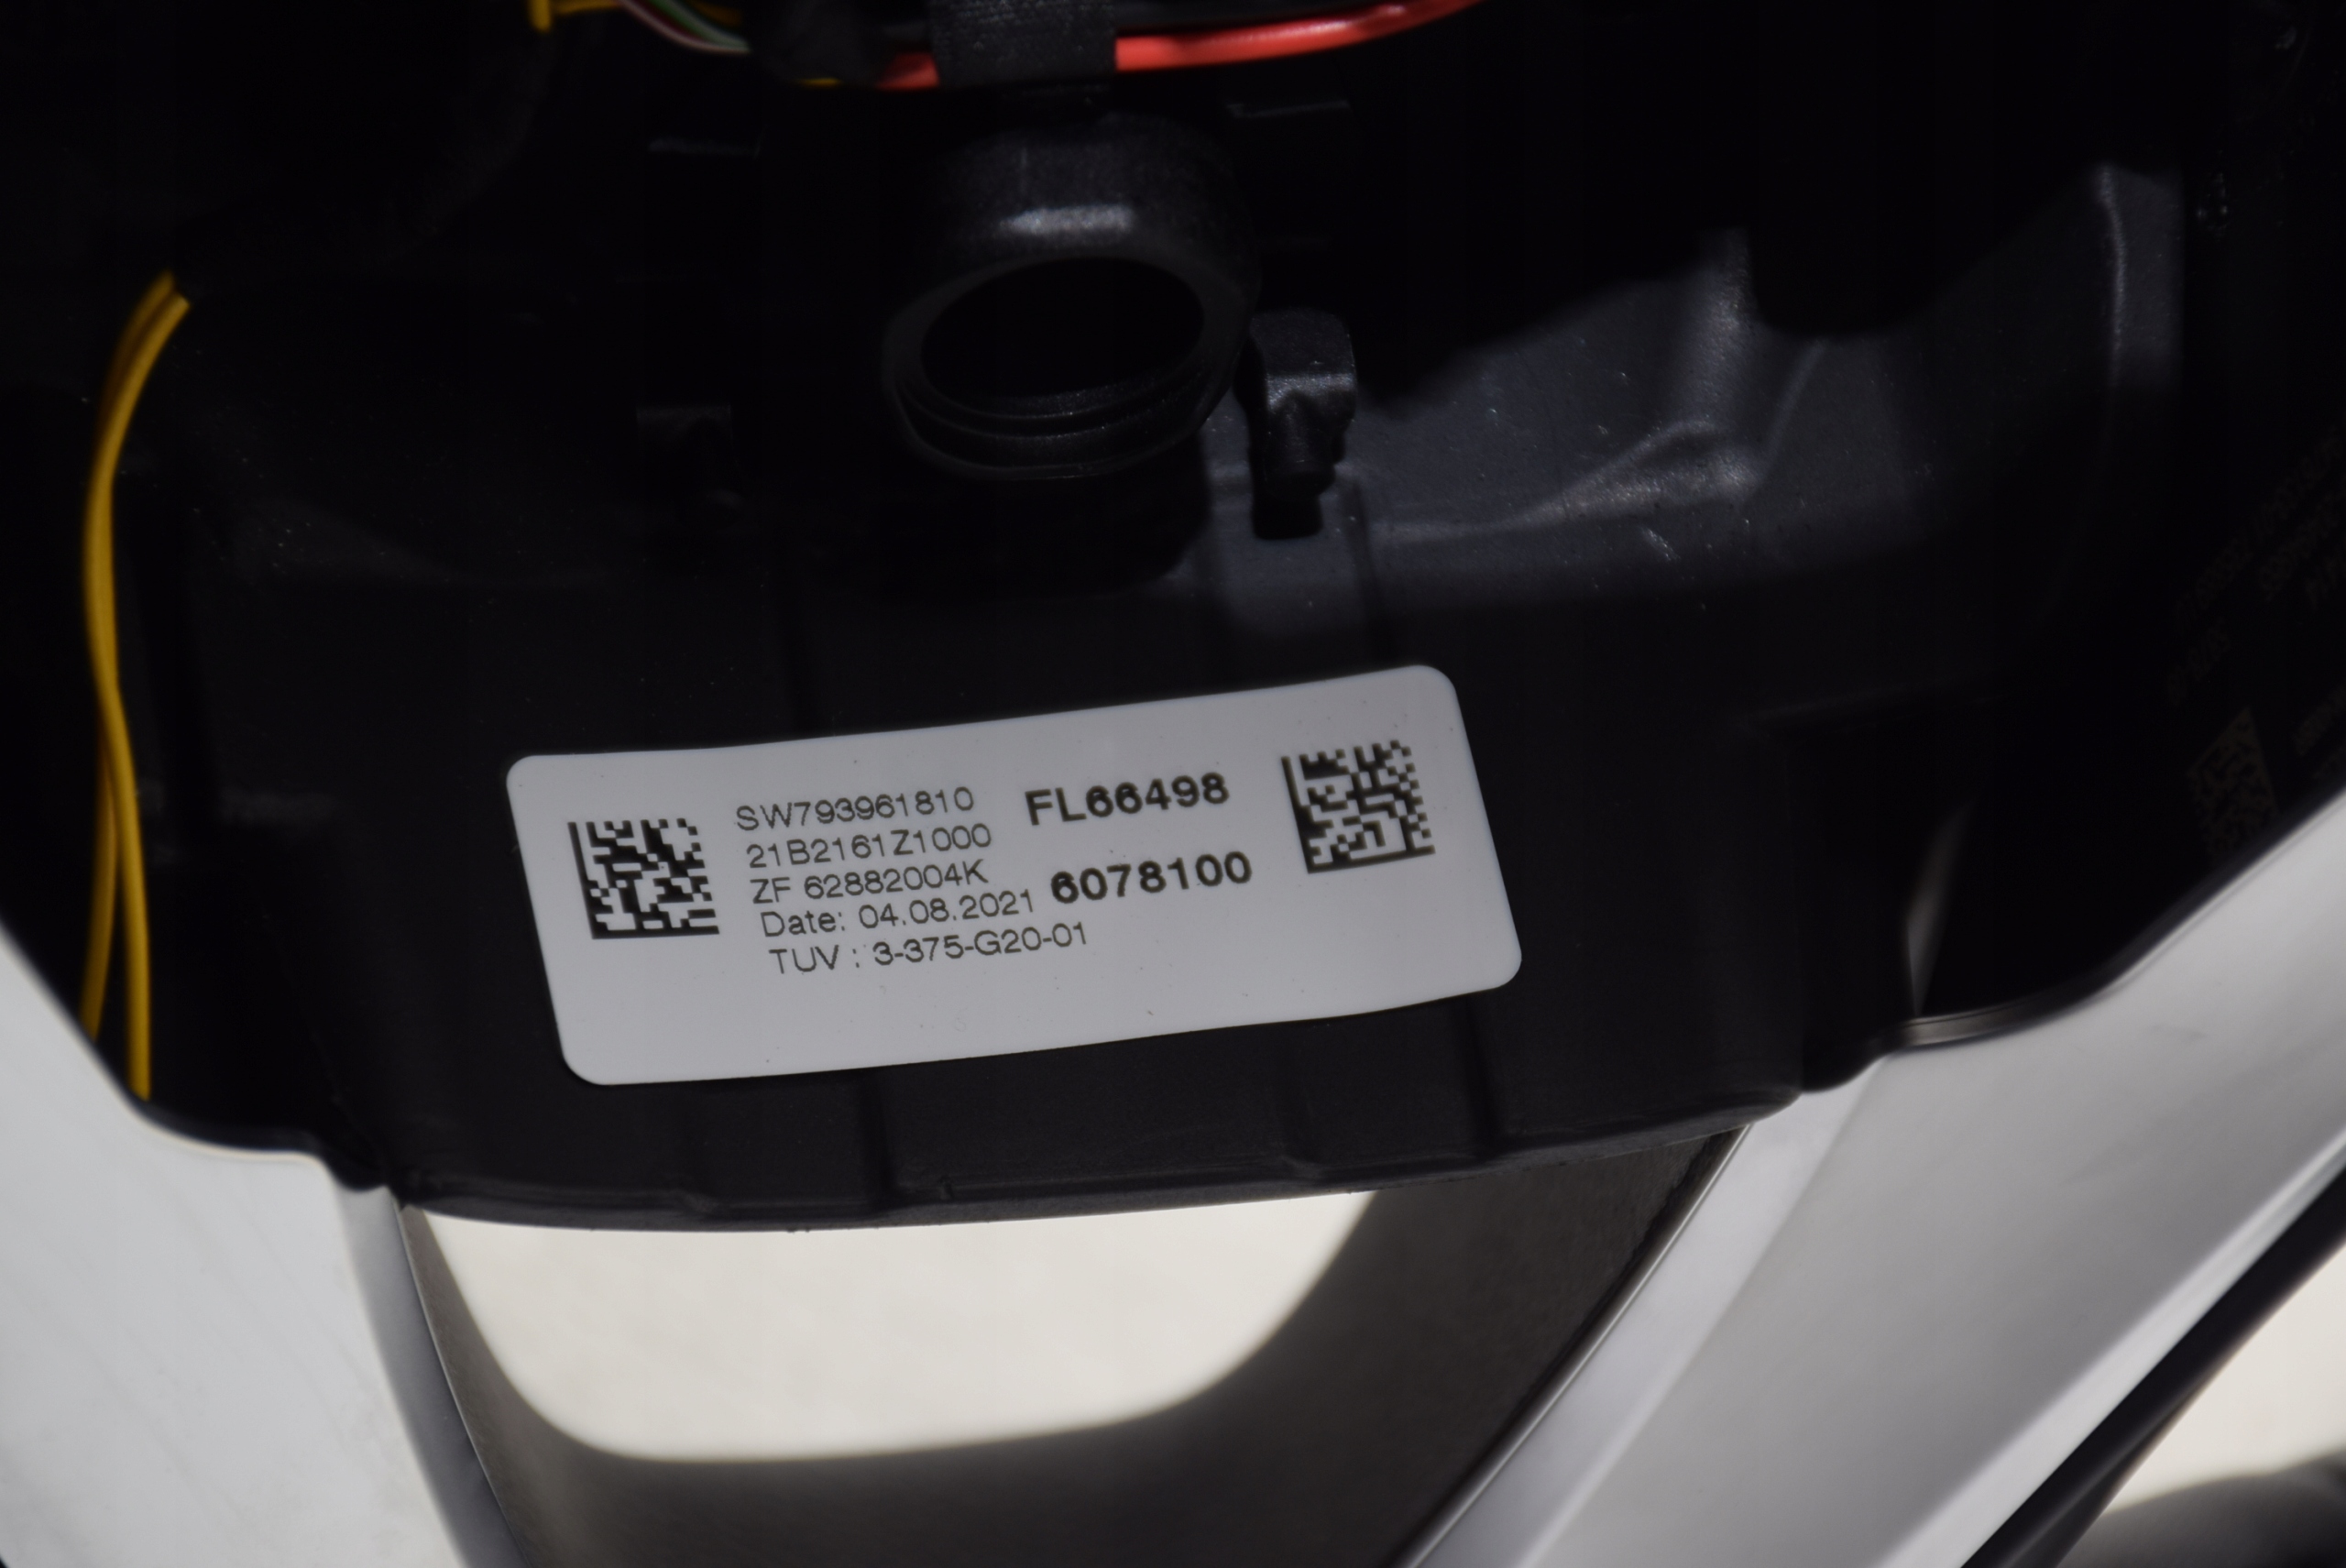 SW793961810
21B2161Z1000
ZF 62882004K
Date: 04.08.2021
TUV : 3-375-G20-01
FL66498
6078100